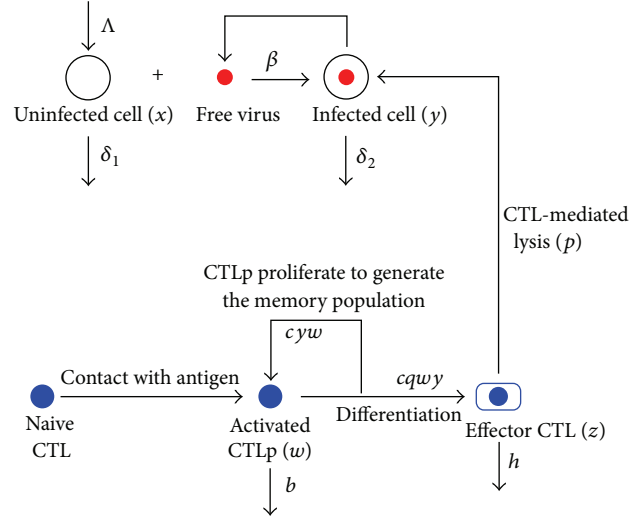 Λ
β
+
Uninfected cell (x)
Free virus
Infected cell (y)
δ₁
δ₂
CTL-mediated
lysis (p)
CTLp proliferate to generate
the memory population
cyw
Contact with antigen
cqwy
Differentiation
Naive
CTL
Activated
CTLp (w)
Effector CTL (z)
b
h